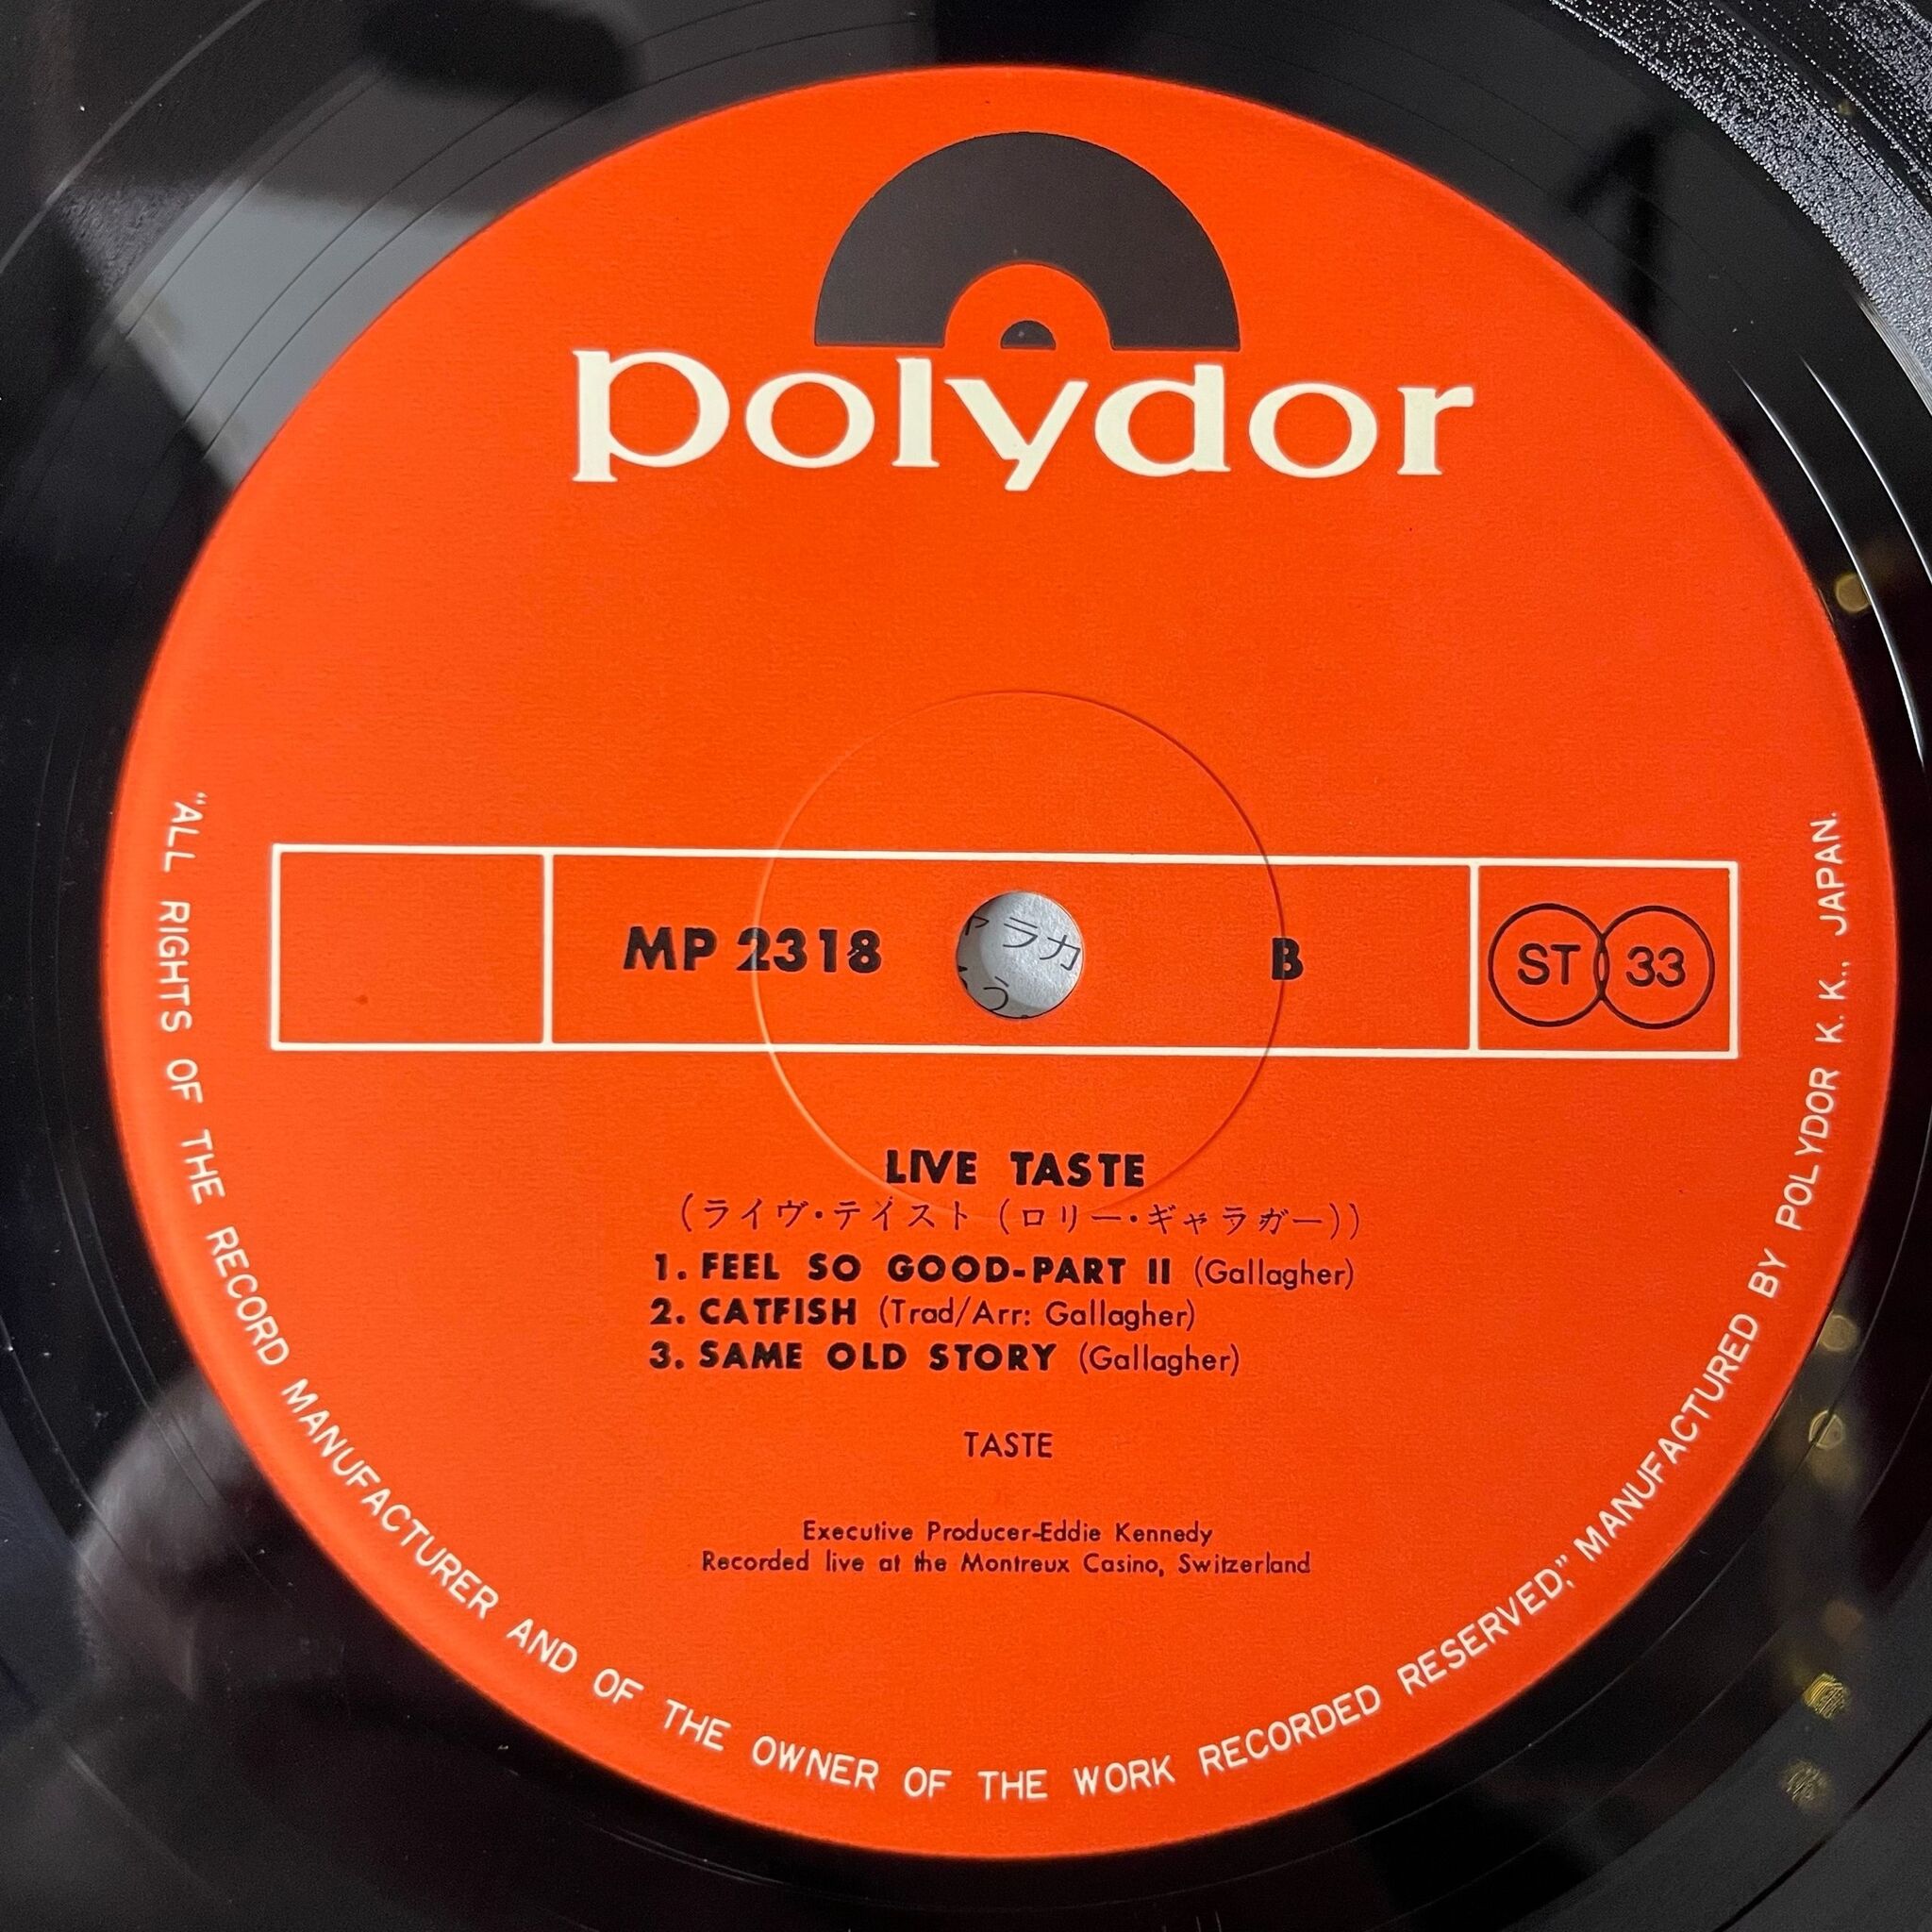 polydor
MP 2318
B
ST 33
ラカ
う
LIVE TASTE
(ライヴ・テイスト (ロリー・ギャラガー))
1. FEEL SO GOOD-PART II (Gallagher)
2. CATFISH (Trad/Arr: Gallagher)
3. SAME OLD STORY (Gallagher)
TASTE
Executive Producer-Eddie Kennedy
Recorded live at the Montreux Casino, Switzerland
"ALL RIGHTS OF THE RECORD MANUFACTURER AND OF THE OWNER OF THE WORK RECORDED RESERVED;" MANUFACTURED BY POLYDOR K. K., JAPAN.